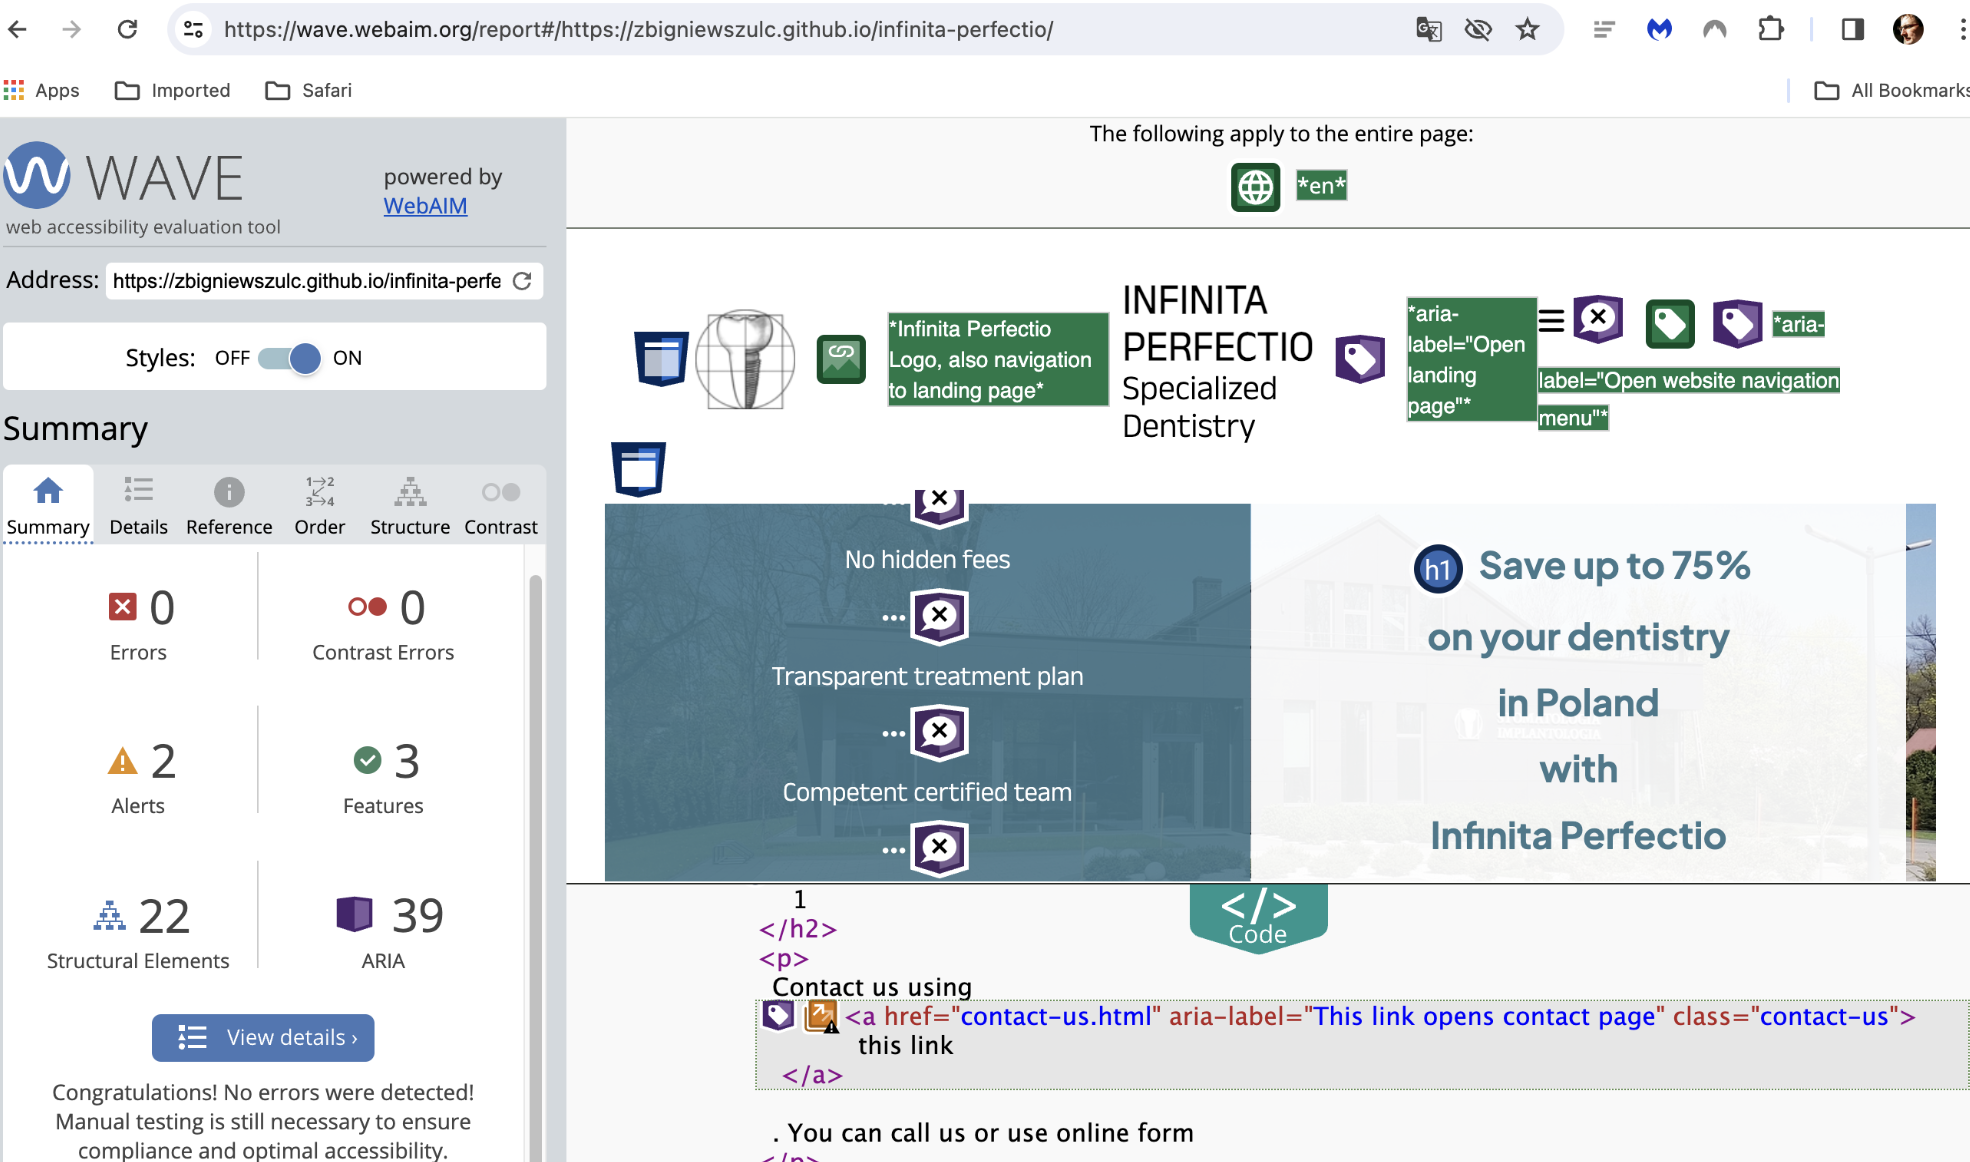 https://wave.webaim.org/report#/https://zbigniewszulc.github.io/infinita-perfectio/
Apps
Imported
Safari
All Bookmarks
WAVE
powered by
WebAIM
web accessibility evaluation tool
Address:
https://zbigniewszulc.github.io/infinita-perfe
Styles: OFF ON
Summary
Summary
Details
Reference
Order
Structure
Contrast
0
Errors
0
Contrast Errors
2
Alerts
3
Features
22
Structural Elements
39
ARIA
View details ›
Congratulations! No errors were detected!
Manual testing is still necessary to ensure
compliance and optimal accessibility.
The following apply to the entire page:
*en*
*Infinita Perfectio
Logo, also navigation
to landing page*
INFINITA
PERFECTIO
Specialized
Dentistry
*aria-
label="Open
landing
page"*
*aria-
label="Open website navigation
menu"*
No hidden fees
Transparent treatment plan
Competent certified team
h1 Save up to 75%
on your dentistry
in Poland
with
Infinita Perfectio
</>
Code
1
</h2>
<p>
Contact us using
<a href="contact-us.html" aria-label="This link opens contact page" class="contact-us">
this link
</a>
. You can call us or use online form